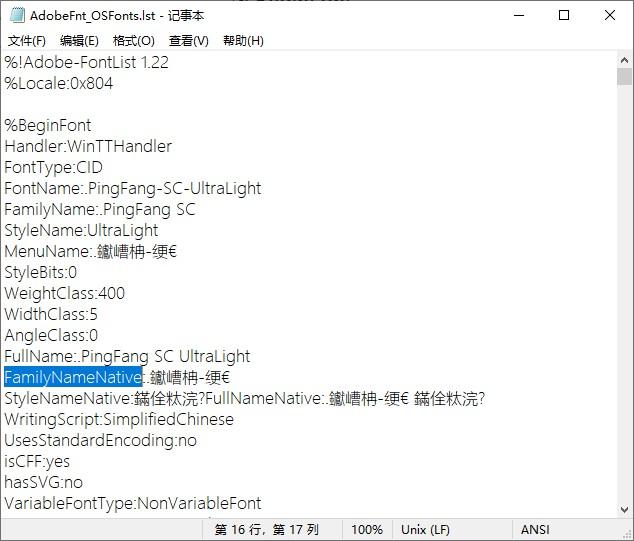 AdobeFnt_OSFonts.lst - 记事本
文件(F) 编辑(E) 格式(O) 查看(V) 帮助(H)
%!Adobe-FontList 1.22
%Locale:0x804
%BeginFont
Handler:WinTTHandler
FontType:CID
FontName:.PingFang-SC-UltraLight
FamilyName:.PingFang SC
StyleName:UltraLight
MenuName:.钀嶆柟-绠€
StyleBits:0
WeightClass:400
WidthClass:5
AngleClass:0
FullName:.PingFang SC UltraLight
FamilyNameNative:.钀嶆柟-绠€
StyleNameNative:鏋佺粏浣?FullNameNative:.钀嶆柟-绠€ 鏋佺粏浣?
WritingScript:SimplifiedChinese
UsesStandardEncoding:no
isCFF:yes
hasSVG:no
VariableFontType:NonVariableFont
第 16 行，第 17 列 100% Unix (LF) ANSI